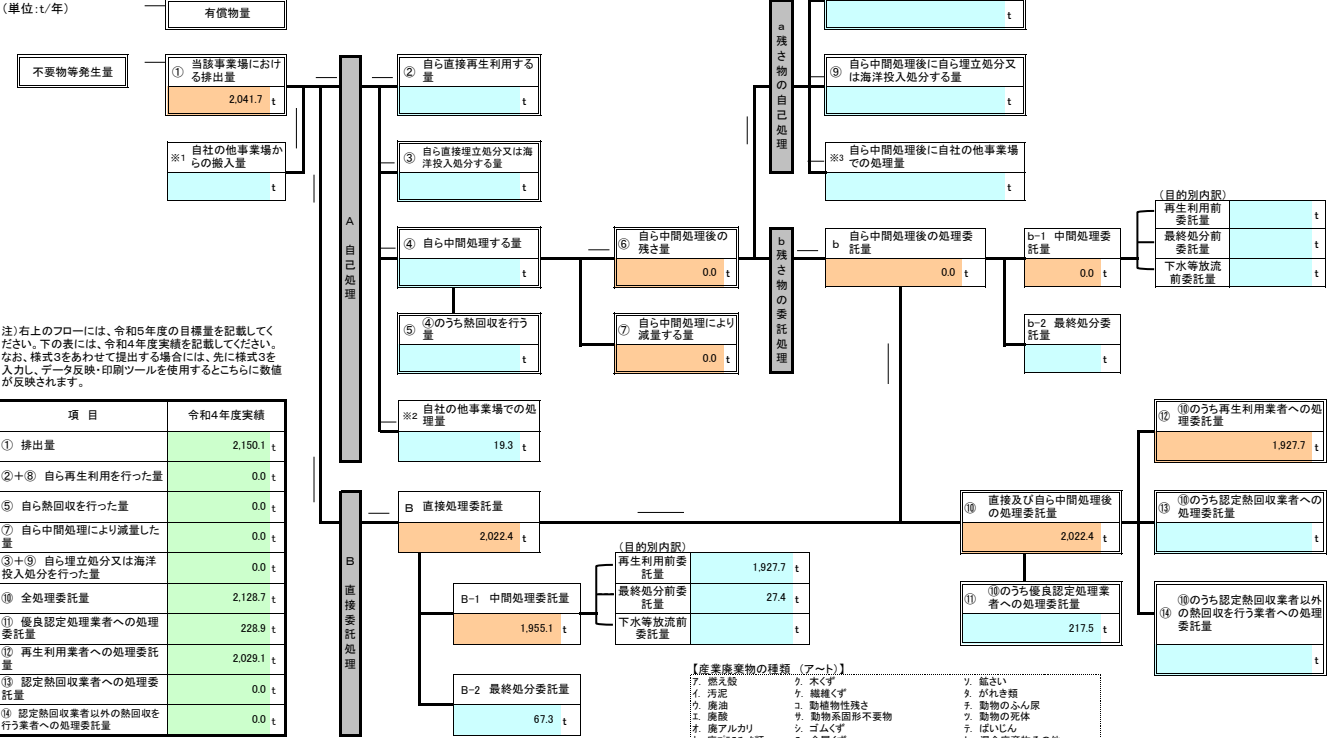 (単位:t/年)
有償物量
不要物等発生量
① 当該事業場におけ
る排出量
2,041.7 t
※1 自社の他事業場か
らの搬入量
t
A 自己処理
② 自ら直接再生利用する
量
t
③ 自ら直接埋立処分又は海
洋投入処分する量
t
④ 自ら中間処理する量
t
⑤ ④のうち熱回収を行う
量
t
※2 自社の他事業場での処
理量
19.3 t
⑥ 自ら中間処理後の
残さ量
0.0 t
⑦ 自ら中間処理により
減量する量
0.0 t
a 残さ物の自己処理
t
⑨ 自ら中間処理後に自ら埋立処分又
は海洋投入処分する量
t
※3 自ら中間処理後に自社の他事業場
での処理量
t
b 残さ物の委託処理
b 自ら中間処理後の処理委
託量
0.0 t
b-1 中間処理委
託量
0.0 t
(目的別内訳)
再生利用前
委託量
t
最終処分前
委託量
t
下水等放流
前委託量
t
b-2 最終処分委
託量
t
注)右上のフローには、令和5年度の目標量を記載してく
ださい。下の表には、令和4年度実績を記載してください。
なお、様式3をあわせて提出する場合には、先に様式3を
入力し、データ反映・印刷ツールを使用するとこちらに数値
が反映されます。
項 目 令和4年度実績
① 排出量 2,150.1 t
②+⑧ 自ら再生利用を行った量 0.0 t
⑤ 自ら熱回収を行った量 0.0 t
⑦ 自ら中間処理により減量した
量 0.0 t
③+⑨ 自ら埋立処分又は海洋
投入処分を行った量 0.0 t
⑩ 全処理委託量 2,128.7 t
⑪ 優良認定処理業者への処理
委託量 228.9 t
⑫ 再生利用業者への処理委託
量 2,029.1 t
⑬ 認定熱回収業者への処理委
託量 0.0 t
⑭ 認定熱回収業者以外の熱回収を
行う業者への処理委託量 0.0 t
B 直接委託処理
B 直接処理委託量
2,022.4 t
B-1 中間処理委託量
1,955.1 t
(目的別内訳)
再生利用前委
託量
1,927.7 t
最終処分前委
託量
27.4 t
下水等放流前
委託量
t
B-2 最終処分委託量
67.3 t
⑩ 直接及び自ら中間処理後
の処理委託量
2,022.4 t
⑪ ⑩のうち優良認定処理業
者への処理委託量
217.5 t
⑫ ⑩のうち再生利用業者への処
理委託量
1,927.7 t
⑬ ⑩のうち認定熱回収業者への
処理委託量
t
⑭ ⑩のうち認定熱回収業者以外
の熱回収を行う業者への処理
委託量
t
【産業廃棄物の種類 (ア~ト)】
ア. 燃え殻 ク. 木くず ソ. 鉱さい
イ. 汚泥 ケ. 繊維くず タ. がれき類
ウ. 廃油 コ. 動植物性残さ チ. 動物のふん尿
エ. 廃酸 サ. 動物系固形不要物 ツ. 動物の死体
オ. 廃アルカリ シ. ゴムくず テ. ばいじん